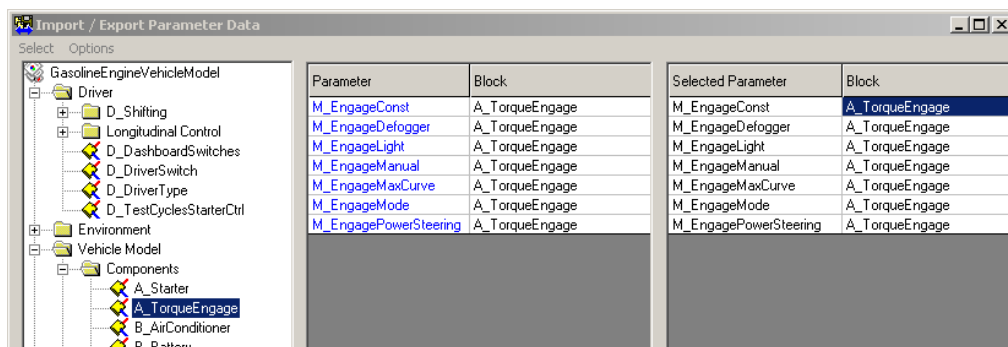 Import / Export Parameter Data
Select Options
GasolineEngineVehicleModel
Driver
D_Shifting
Longitudinal Control
D_DashboardSwitches
D_DriverSwitch
D_DriverType
D_TestCyclesStarterCtrl
Environment
Vehicle Model
Components
A_Starter
A_TorqueEngage
B_AirConditioner
B_Battery
Parameter Block
M_EngageConst A_TorqueEngage
M_EngageDefogger A_TorqueEngage
M_EngageLight A_TorqueEngage
M_EngageManual A_TorqueEngage
M_EngageMaxCurve A_TorqueEngage
M_EngageMode A_TorqueEngage
M_EngagePowerSteering A_TorqueEngage
Selected Parameter Block
M_EngageConst A_TorqueEngage
M_EngageDefogger A_TorqueEngage
M_EngageLight A_TorqueEngage
M_EngageManual A_TorqueEngage
M_EngageMaxCurve A_TorqueEngage
M_EngageMode A_TorqueEngage
M_EngagePowerSteering A_TorqueEngage